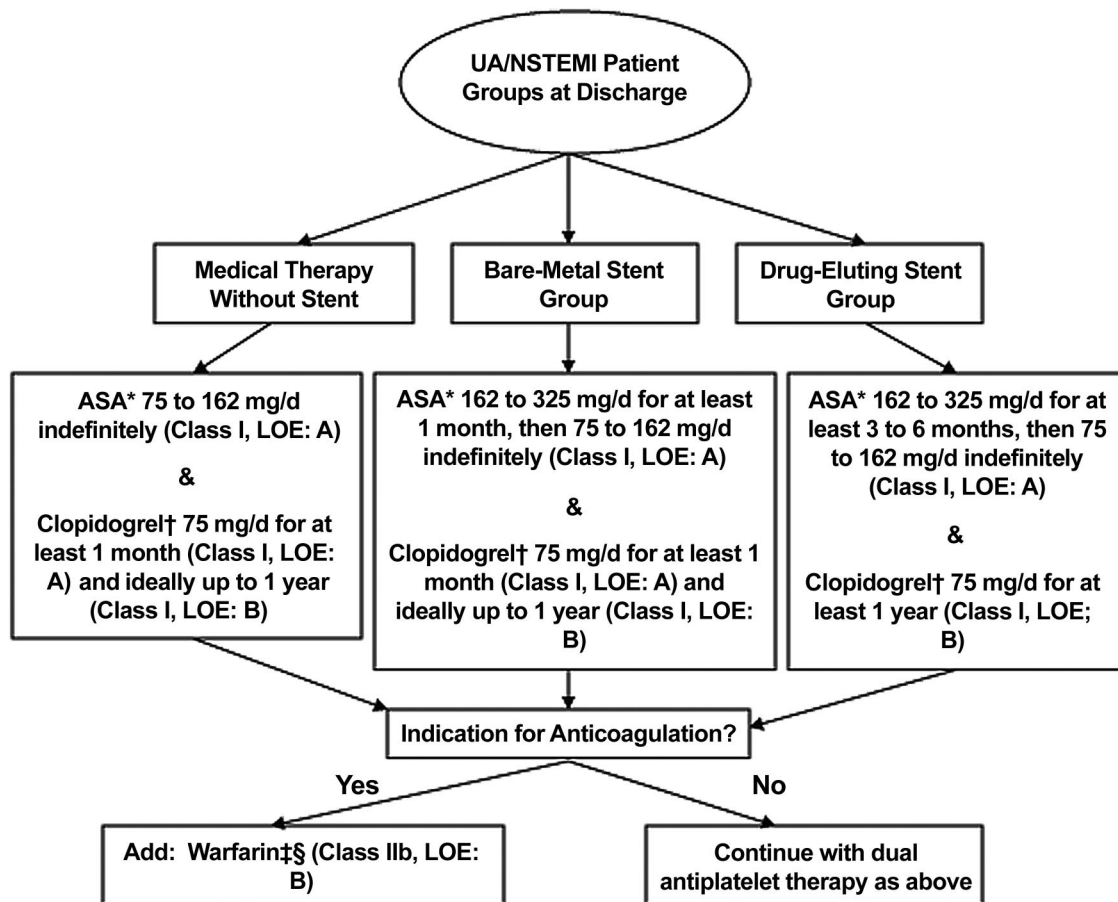 UA/NSTEMI Patient
Groups at Discharge
Medical Therapy
Without Stent
Bare-Metal Stent
Group
Drug-Eluting Stent
Group
ASA* 75 to 162 mg/d
indefinitely (Class I, LOE: A)
&
Clopidogrel† 75 mg/d for at
least 1 month (Class I, LOE:
A) and ideally up to 1 year
(Class I, LOE: B)
ASA* 162 to 325 mg/d for at least
1 month, then 75 to 162 mg/d
indefinitely (Class I, LOE: A)
&
Clopidogrel† 75 mg/d for at least 1
month (Class I, LOE: A) and
ideally up to 1 year (Class I, LOE:
B)
ASA* 162 to 325 mg/d for at
least 3 to 6 months, then 75
to 162 mg/d indefinitely
(Class I, LOE: A)
&
Clopidogrel† 75 mg/d for at
least 1 year (Class I, LOE;
B)
Indication for Anticoagulation?
Yes
No
Add: Warfarin‡§ (Class IIb, LOE:
B)
Continue with dual
antiplatelet therapy as above